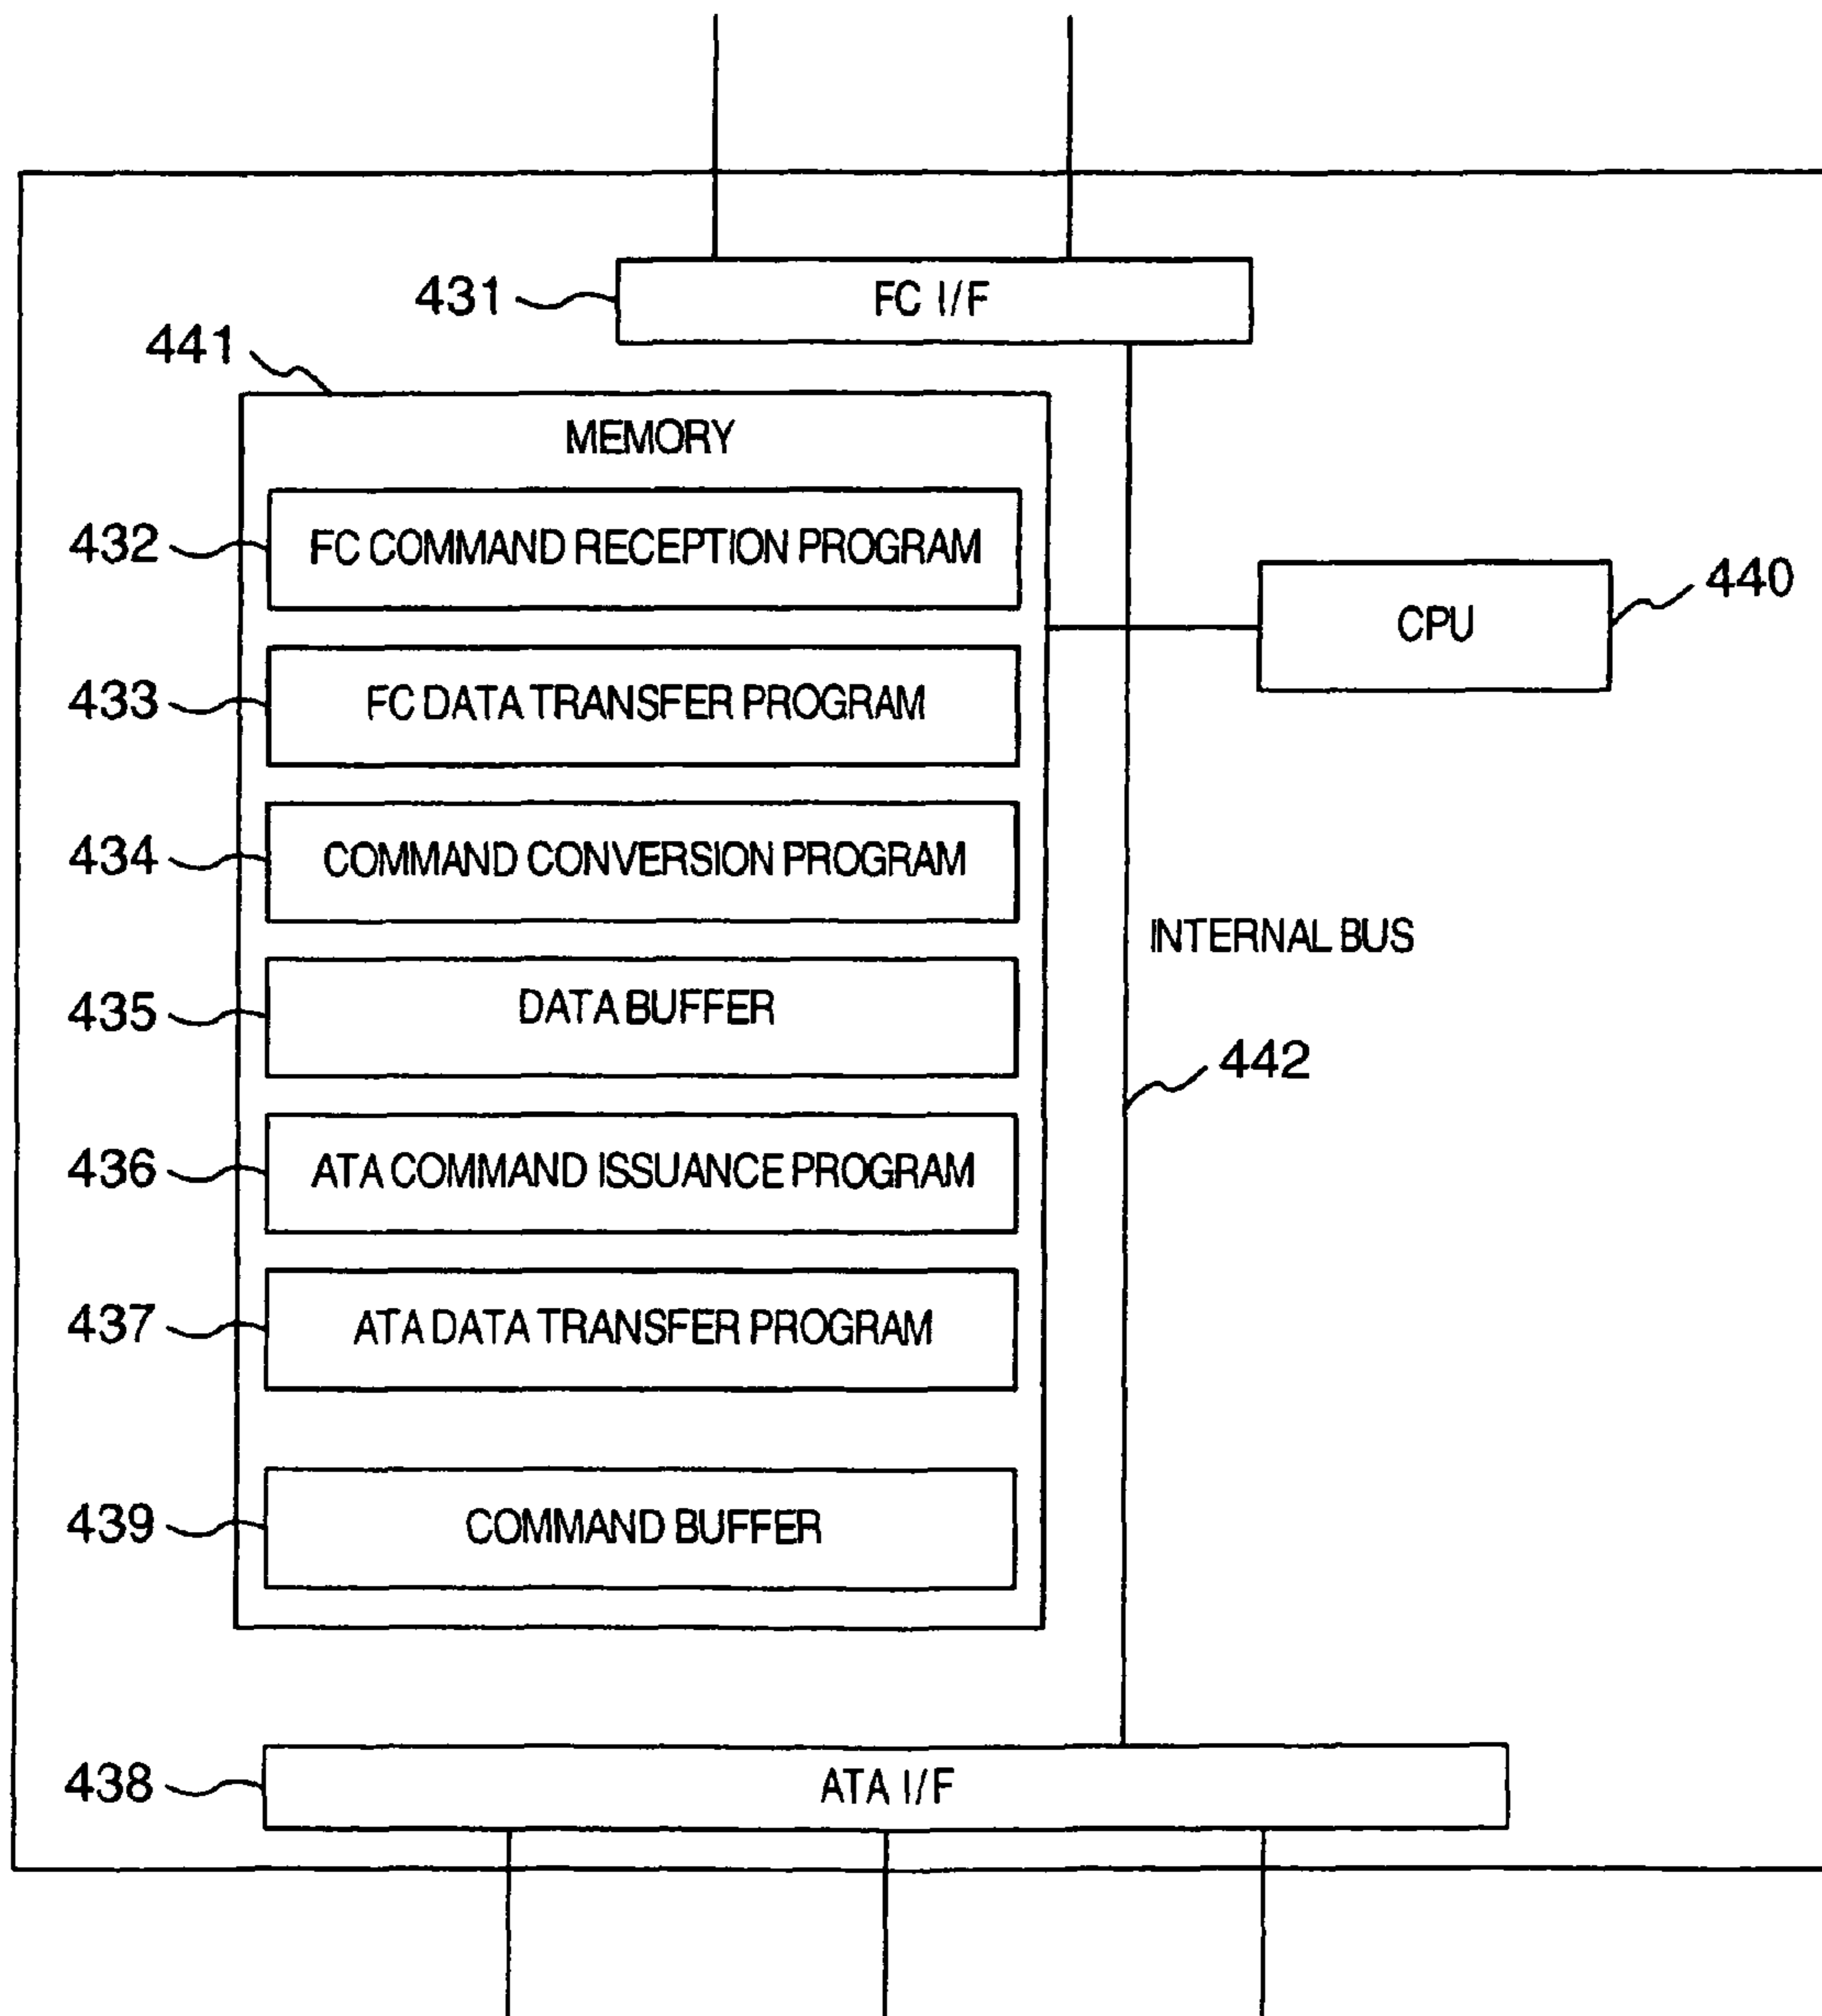 431
FC I/F
441
MEMORY
432
FC COMMAND RECEPTION PROGRAM
440
CPU
433
FC DATA TRANSFER PROGRAM
434
COMMAND CONVERSION PROGRAM
INTERNAL BUS
435
DATA BUFFER
442
436
ATA COMMAND ISSUANCE PROGRAM
437
ATA DATA TRANSFER PROGRAM
439
COMMAND BUFFER
438
ATA I/F